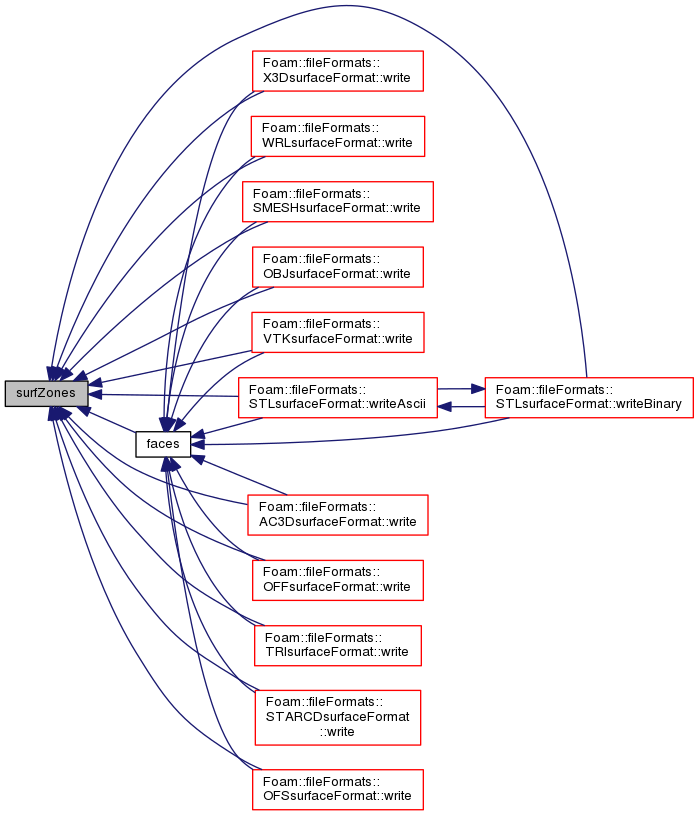 Foam::fileFormats::
X3DsurfaceFormat::write
Foam::fileFormats::
WRLsurfaceFormat::write
Foam::fileFormats::
SMESHsurfaceFormat::write
Foam::fileFormats::
OBJsurfaceFormat::write
Foam::fileFormats::
VTKsurfaceFormat::write
surfZones
Foam::fileFormats::
STLsurfaceFormat::writeAscii
Foam::fileFormats::
STLsurfaceFormat::writeBinary
faces
Foam::fileFormats::
AC3DsurfaceFormat::write
Foam::fileFormats::
OFFsurfaceFormat::write
Foam::fileFormats::
TRIsurfaceFormat::write
Foam::fileFormats::
STARCDsurfaceFormat
::write
Foam::fileFormats::
OFSsurfaceFormat::write